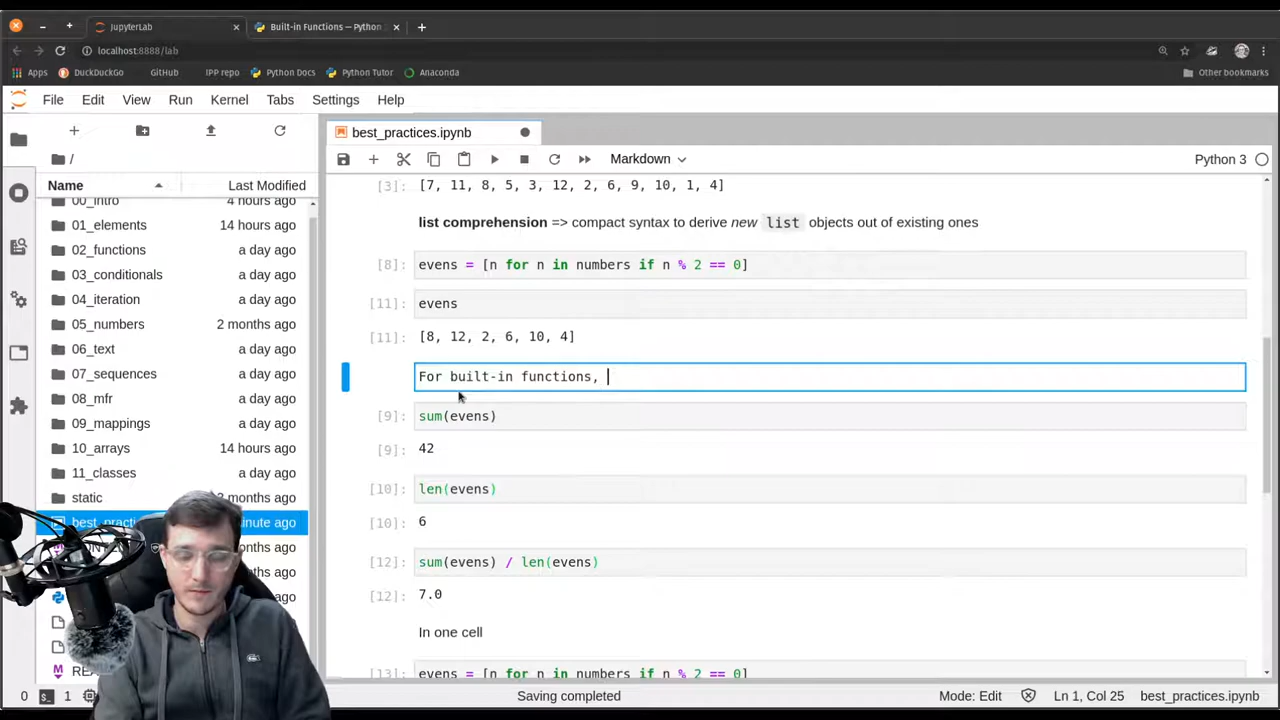 JupyterLab
Built-in Functions — Python
localhost:8888/lab
Apps DuckDuckGo GitHub IPP repo Python Docs Python Tutor Anaconda Other bookmarks
File Edit View Run Kernel Tabs Settings Help
best_practices.ipynb
/
Markdown
Python 3
Name Last Modified
00_intro 4 hours ago
01_elements 14 hours ago
02_functions a day ago
03_conditionals a day ago
04_iteration a day ago
05_numbers 2 months ago
06_text a day ago
07_sequences a day ago
08_mfr a day ago
09_mappings a day ago
10_arrays 14 hours ago
11_classes a day ago
static months ago
ago
ago
ago
[3]: [7, 11, 8, 5, 3, 12, 2, 6, 9, 10, 1, 4]
list comprehension => compact syntax to derive new list objects out of existing ones
[8]: evens = [n for n in numbers if n % 2 == 0]
[11]: evens
[11]: [8, 12, 2, 6, 10, 4]
For built-in functions,
[9]: sum(evens)
[9]: 42
[10]: len(evens)
[10]: 6
[12]: sum(evens) / len(evens)
[12]: 7.0
In one cell
[13]: evens = [n for n in numbers if n % 2 == 0]
0 1 Saving completed Mode: Edit Ln 1, Col 25 best_practices.ipynb